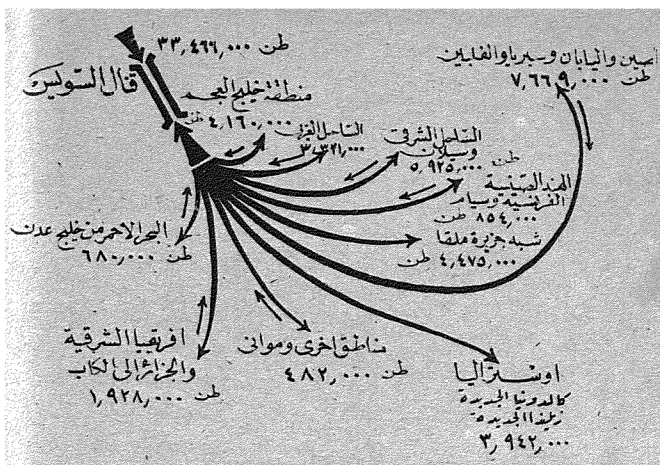 ٣٣,٤٦٦,٠٠٠ طن
قنال السويس
الصين واليابان وسيبريا والفلبين
٧,٦٦٩,٠٠٠ طن
منطقة خليج العجم
٤,١٦٠,٠٠٠ طن
الساحل الغربى
٣,٣٢١,٠٠٠
الساحل الشرقى
وسيلان
٥,٩٢٥,٠٠٠ طن
الهند الصينية
الفرنسية وسيام
٨٥٤,٠٠٠ طن
شبه جزيرة ملقا
٤,٤٧٥,٠٠٠ طن
البحر الاحمر من خليج عدن
٦٨٠,٠٠٠ طن
افريقيا الشرقية
والجزائر الى الكاب
١,٩٢٨,٠٠٠ طن
مناطق اخرى وموانى
٤٨٢,٠٠٠ طن
اوستراليا
كالدونيا الجديدة
زيلندا الجديدة
٣,٩٤٢,٠٠٠